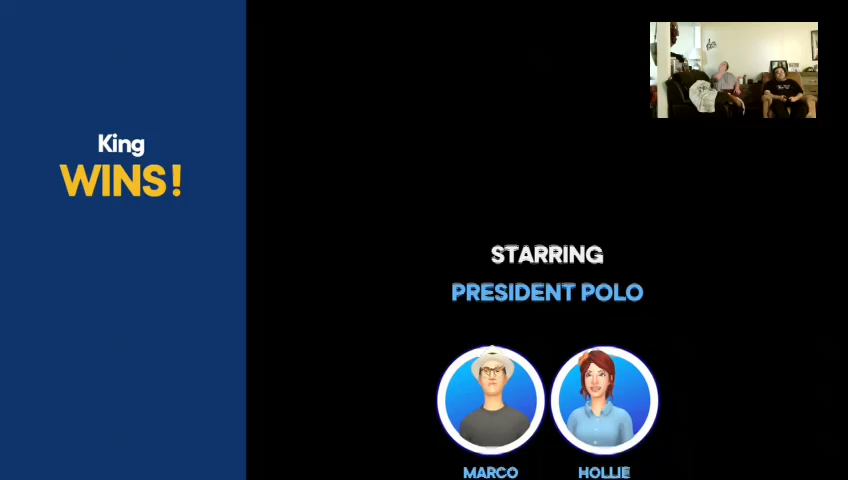 King
WINS!
STARRING
PRESIDENT POLO
MARCO
HOLLIE